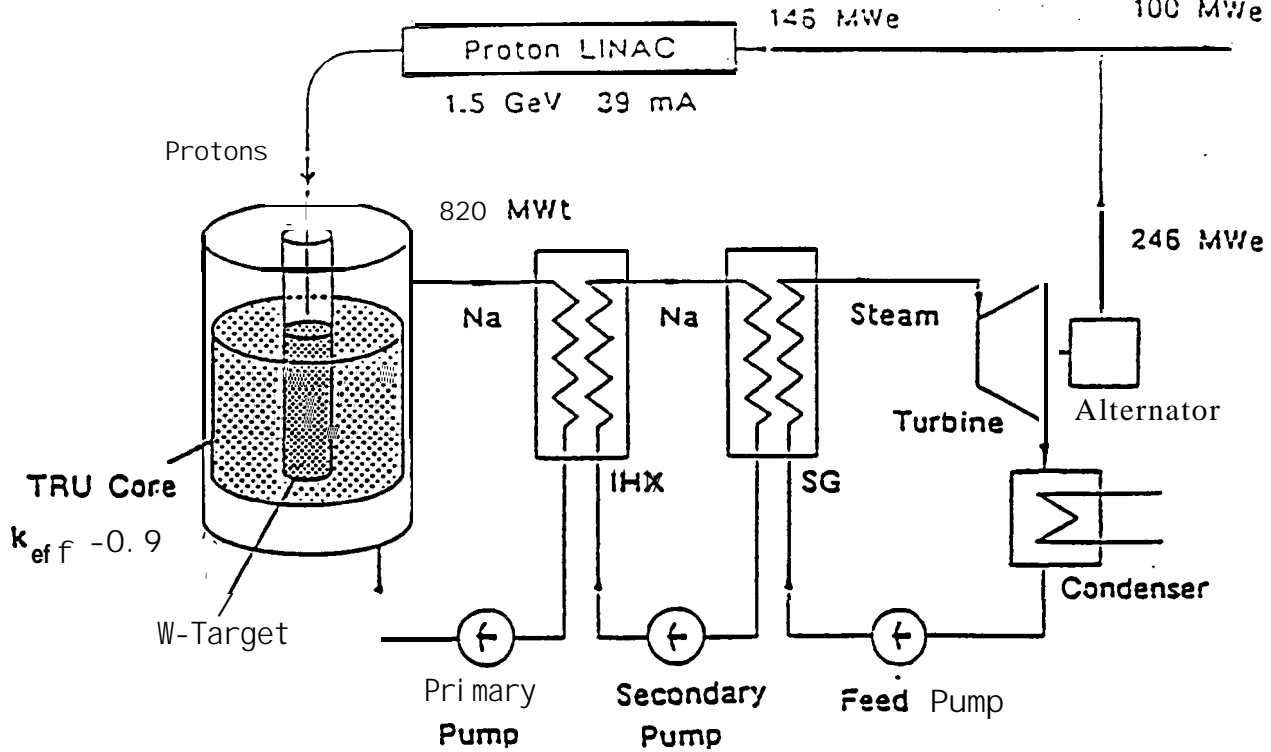 146 MWe
100 MWe
Proton LINAC
1.5 GeV 39 mA
Protons
820 MWt
246 MWe
Na
Na
Steam
Turbine
Alternator
TRU Core
IHX
SG
keff -0.9
Condenser
W-Target
Primary
Pump
Secondary
Pump
Feed Pump